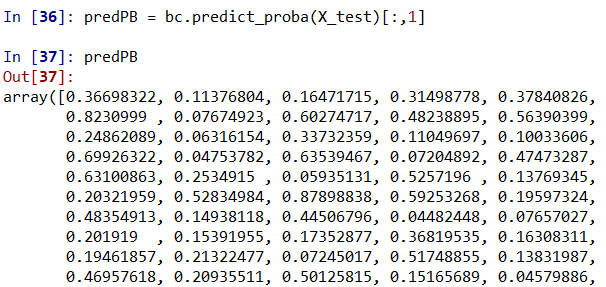 In [36]: predPB = bc.predict_proba(X_test)[:,1]
In [37]: predPB
Out[37]:
array([0.36698322, 0.11376804, 0.16471715, 0.31498778, 0.37840826,
0.8230999 , 0.07674923, 0.60274717, 0.48238895, 0.56390399,
0.24862089, 0.06316154, 0.33732359, 0.11049697, 0.10033606,
0.69926322, 0.04753782, 0.63539467, 0.07204892, 0.47473287,
0.63100863, 0.2534915 , 0.05935131, 0.5257196 , 0.13769345,
0.20321959, 0.52834984, 0.87898838, 0.59253268, 0.19597324,
0.48354913, 0.14938118, 0.44506796, 0.04482448, 0.07657027,
0.201919  , 0.15391955, 0.17352877, 0.36819535, 0.16308311,
0.19461857, 0.21322477, 0.07245017, 0.51748855, 0.13831987,
0.46957618, 0.20935511, 0.50125815, 0.15165689, 0.04579886,